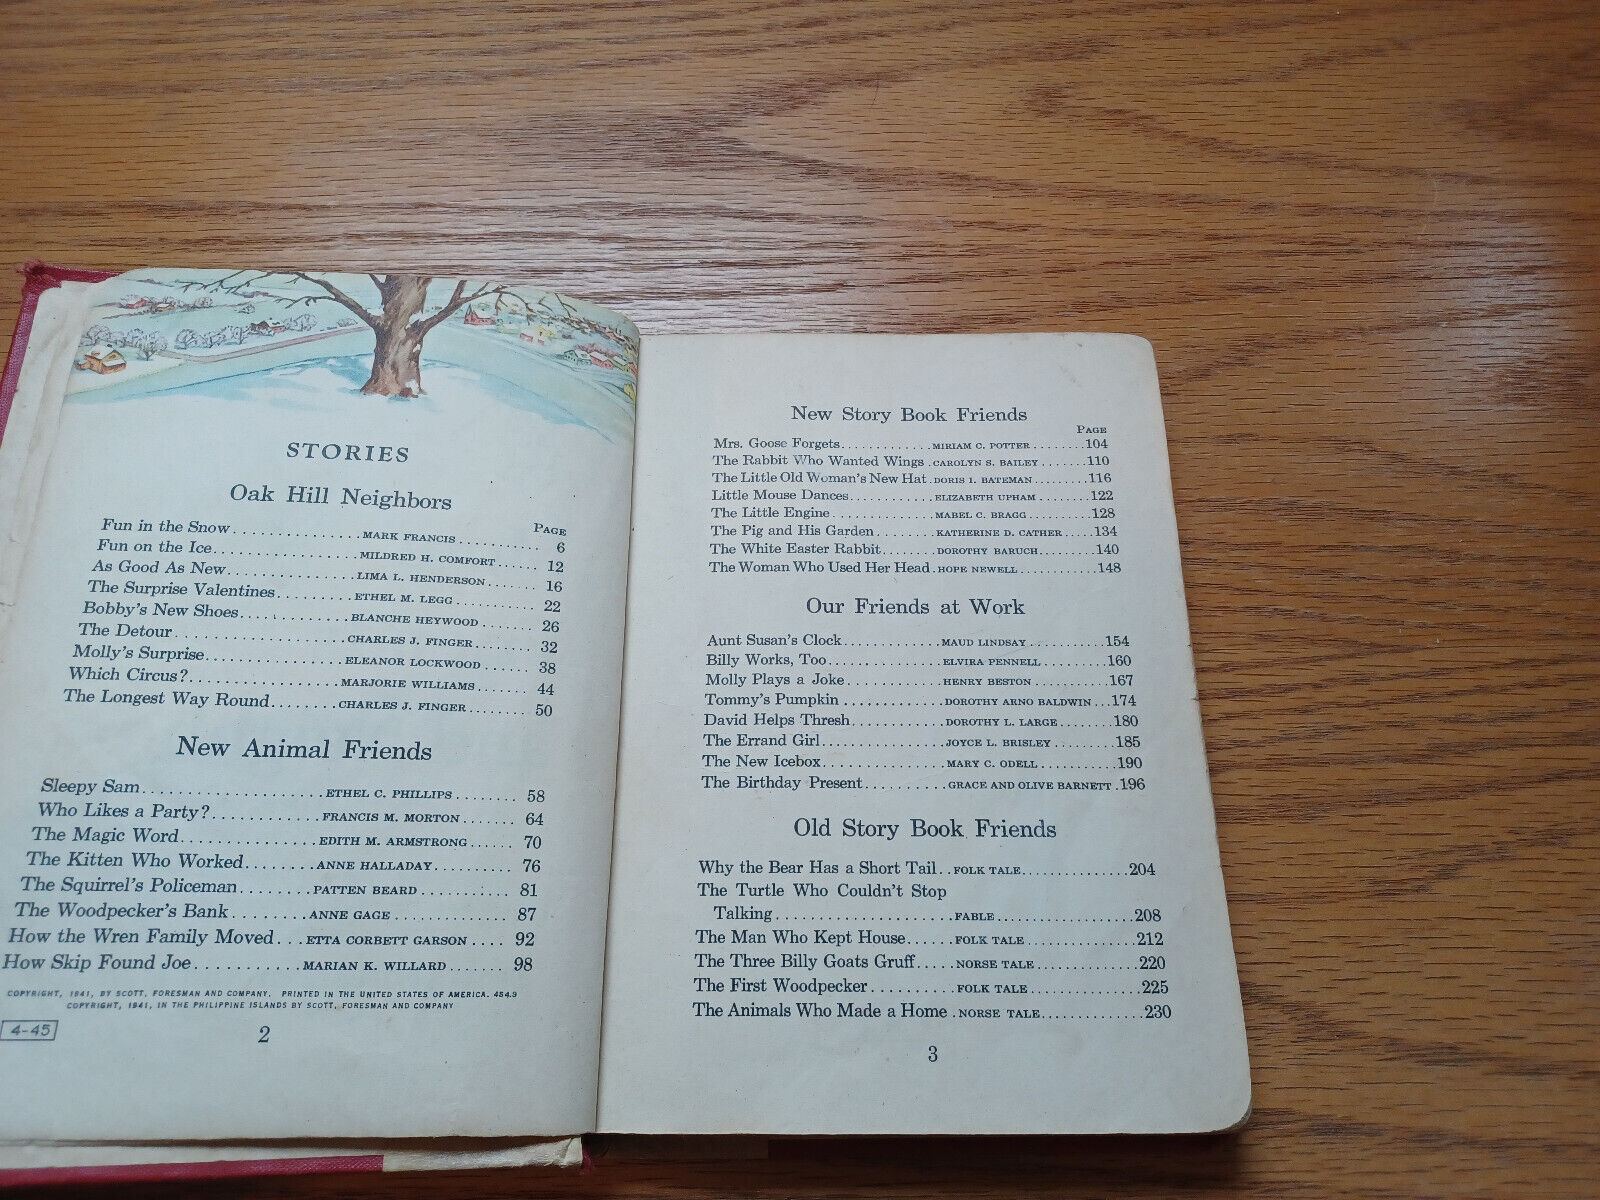 STORIES
Oak Hill Neighbors
PAGE
Fun in the Snow..............MARK FRANCIS..........6
Fun on the Ice...............MILDRED H. COMFORT......12
As Good As New..............LIMA L. HENDERSON.......16
The Surprise Valentines.........ETHEL M. LEGG.........22
Bobby's New Shoes............BLANCHE HEYWOOD.......26
The Detour.................CHARLES J. FINGER........32
Molly's Surprise..............ELEANOR LOCKWOOD......38
Which Circus?...............MARJORIE WILLIAMS.......44
The Longest Way Round........CHARLES J. FINGER........50
New Animal Friends
Sleepy Sam..................ETHEL C. PHILLIPS........58
Who Likes a Party?............FRANCIS M. MORTON.......64
The Magic Word..............EDITH M. ARMSTRONG......70
The Kitten Who Worked.......ANNE HALLADAY.........76
The Squirrel's Policeman........PATTEN BEARD..........81
The Woodpecker's Bank........ANNE GAGE............87
How the Wren Family Moved...ETTA CORBETT GARSON....92
How Skip Found Joe...........MARIAN K. WILLARD.......98
COPYRIGHT, 1941, BY SCOTT, FORESMAN AND COMPANY. PRINTED IN THE UNITED STATES OF AMERICA. 454.9
COPYRIGHT, 1941, IN THE PHILIPPINE ISLANDS BY SCOTT, FORESMAN AND COMPANY
4-45
2
New Story Book Friends
PAGE
Mrs. Goose Forgets............MIRIAM C. POTTER........104
The Rabbit Who Wanted Wings.CAROLYN S. BAILEY.......110
The Little Old Woman's New Hat.DORIS I. BATEMAN........116
Little Mouse Dances...........ELIZABETH UPHAM........122
The Little Engine.............MABEL C. BRAGG.........128
The Pig and His Garden........KATHERINE D. CATHER.....134
The White Easter Rabbit.......DOROTHY BARUCH........140
The Woman Who Used Her Head.HOPE NEWELL...........148
Our Friends at Work
Aunt Susan's Clock............MAUD LINDSAY..........154
Billy Works, Too..............ELVIRA PENNELL.........160
Molly Plays a Joke............HENRY BESTON..........167
Tommy's Pumpkin............DOROTHY ARNO BALDWIN...174
David Helps Thresh...........DOROTHY L. LARGE.......180
The Errand Girl..............JOYCE L. BRISLEY.........185
The New Icebox..............MARY C. ODELL..........190
The Birthday Present..........GRACE AND OLIVE BARNETT.196
Old Story Book Friends
Why the Bear Has a Short Tail..FOLK TALE.............204
The Turtle Who Couldn't Stop
Talking....................FABLE................208
The Man Who Kept House......FOLK TALE.............212
The Three Billy Goats Gruff.....NORSE TALE............220
The First Woodpecker..........FOLK TALE.............225
The Animals Who Made a Home.NORSE TALE............230
3